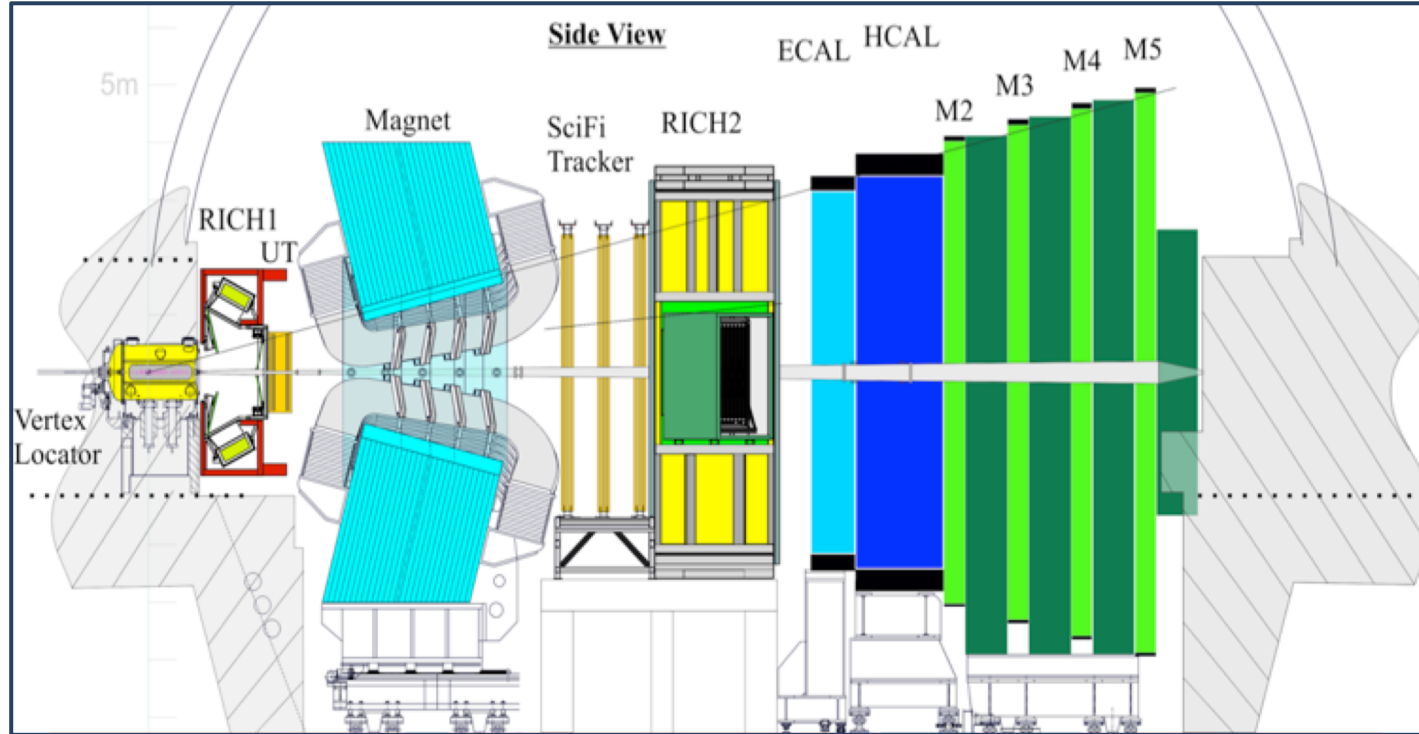 Side View
ECAL
HCAL
M5
M4
M3
M2
5m
Magnet
SciFi
Tracker
RICH2
RICH1
UT
Vertex
Locator